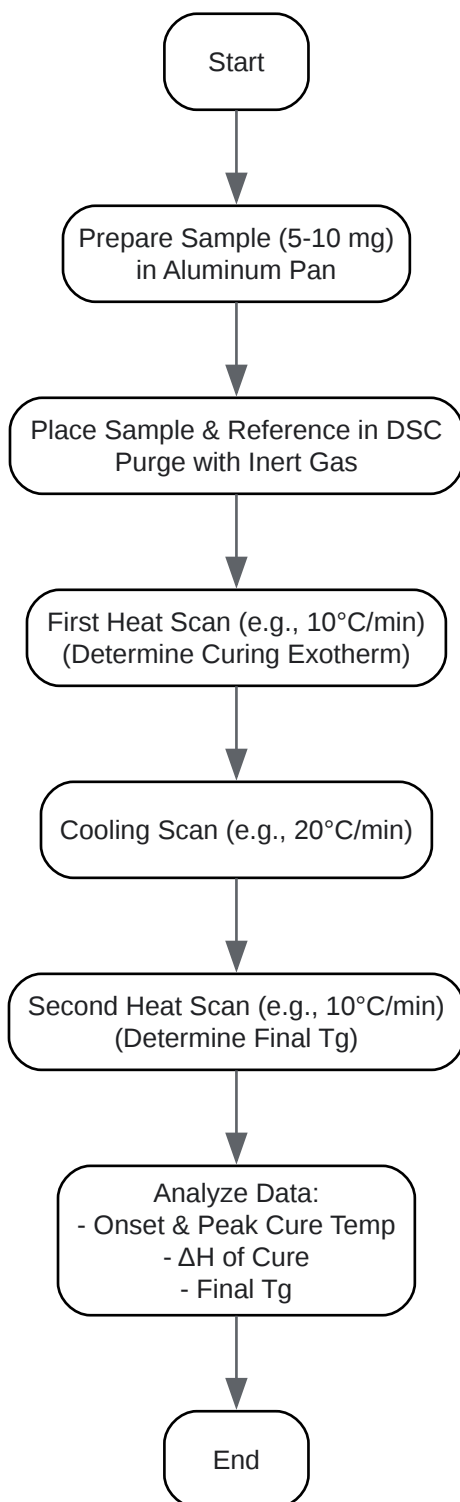 Start
Prepare Sample (5-10 mg)
in Aluminum Pan
Place Sample & Reference in DSC
Purge with Inert Gas
First Heat Scan (e.g., 10°C/min)
(Determine Curing Exotherm)
Cooling Scan (e.g., 20°C/min)
Second Heat Scan (e.g., 10°C/min)
(Determine Final Tg)
Analyze Data:
- Onset & Peak Cure Temp
- ΔH of Cure
- Final Tg
End